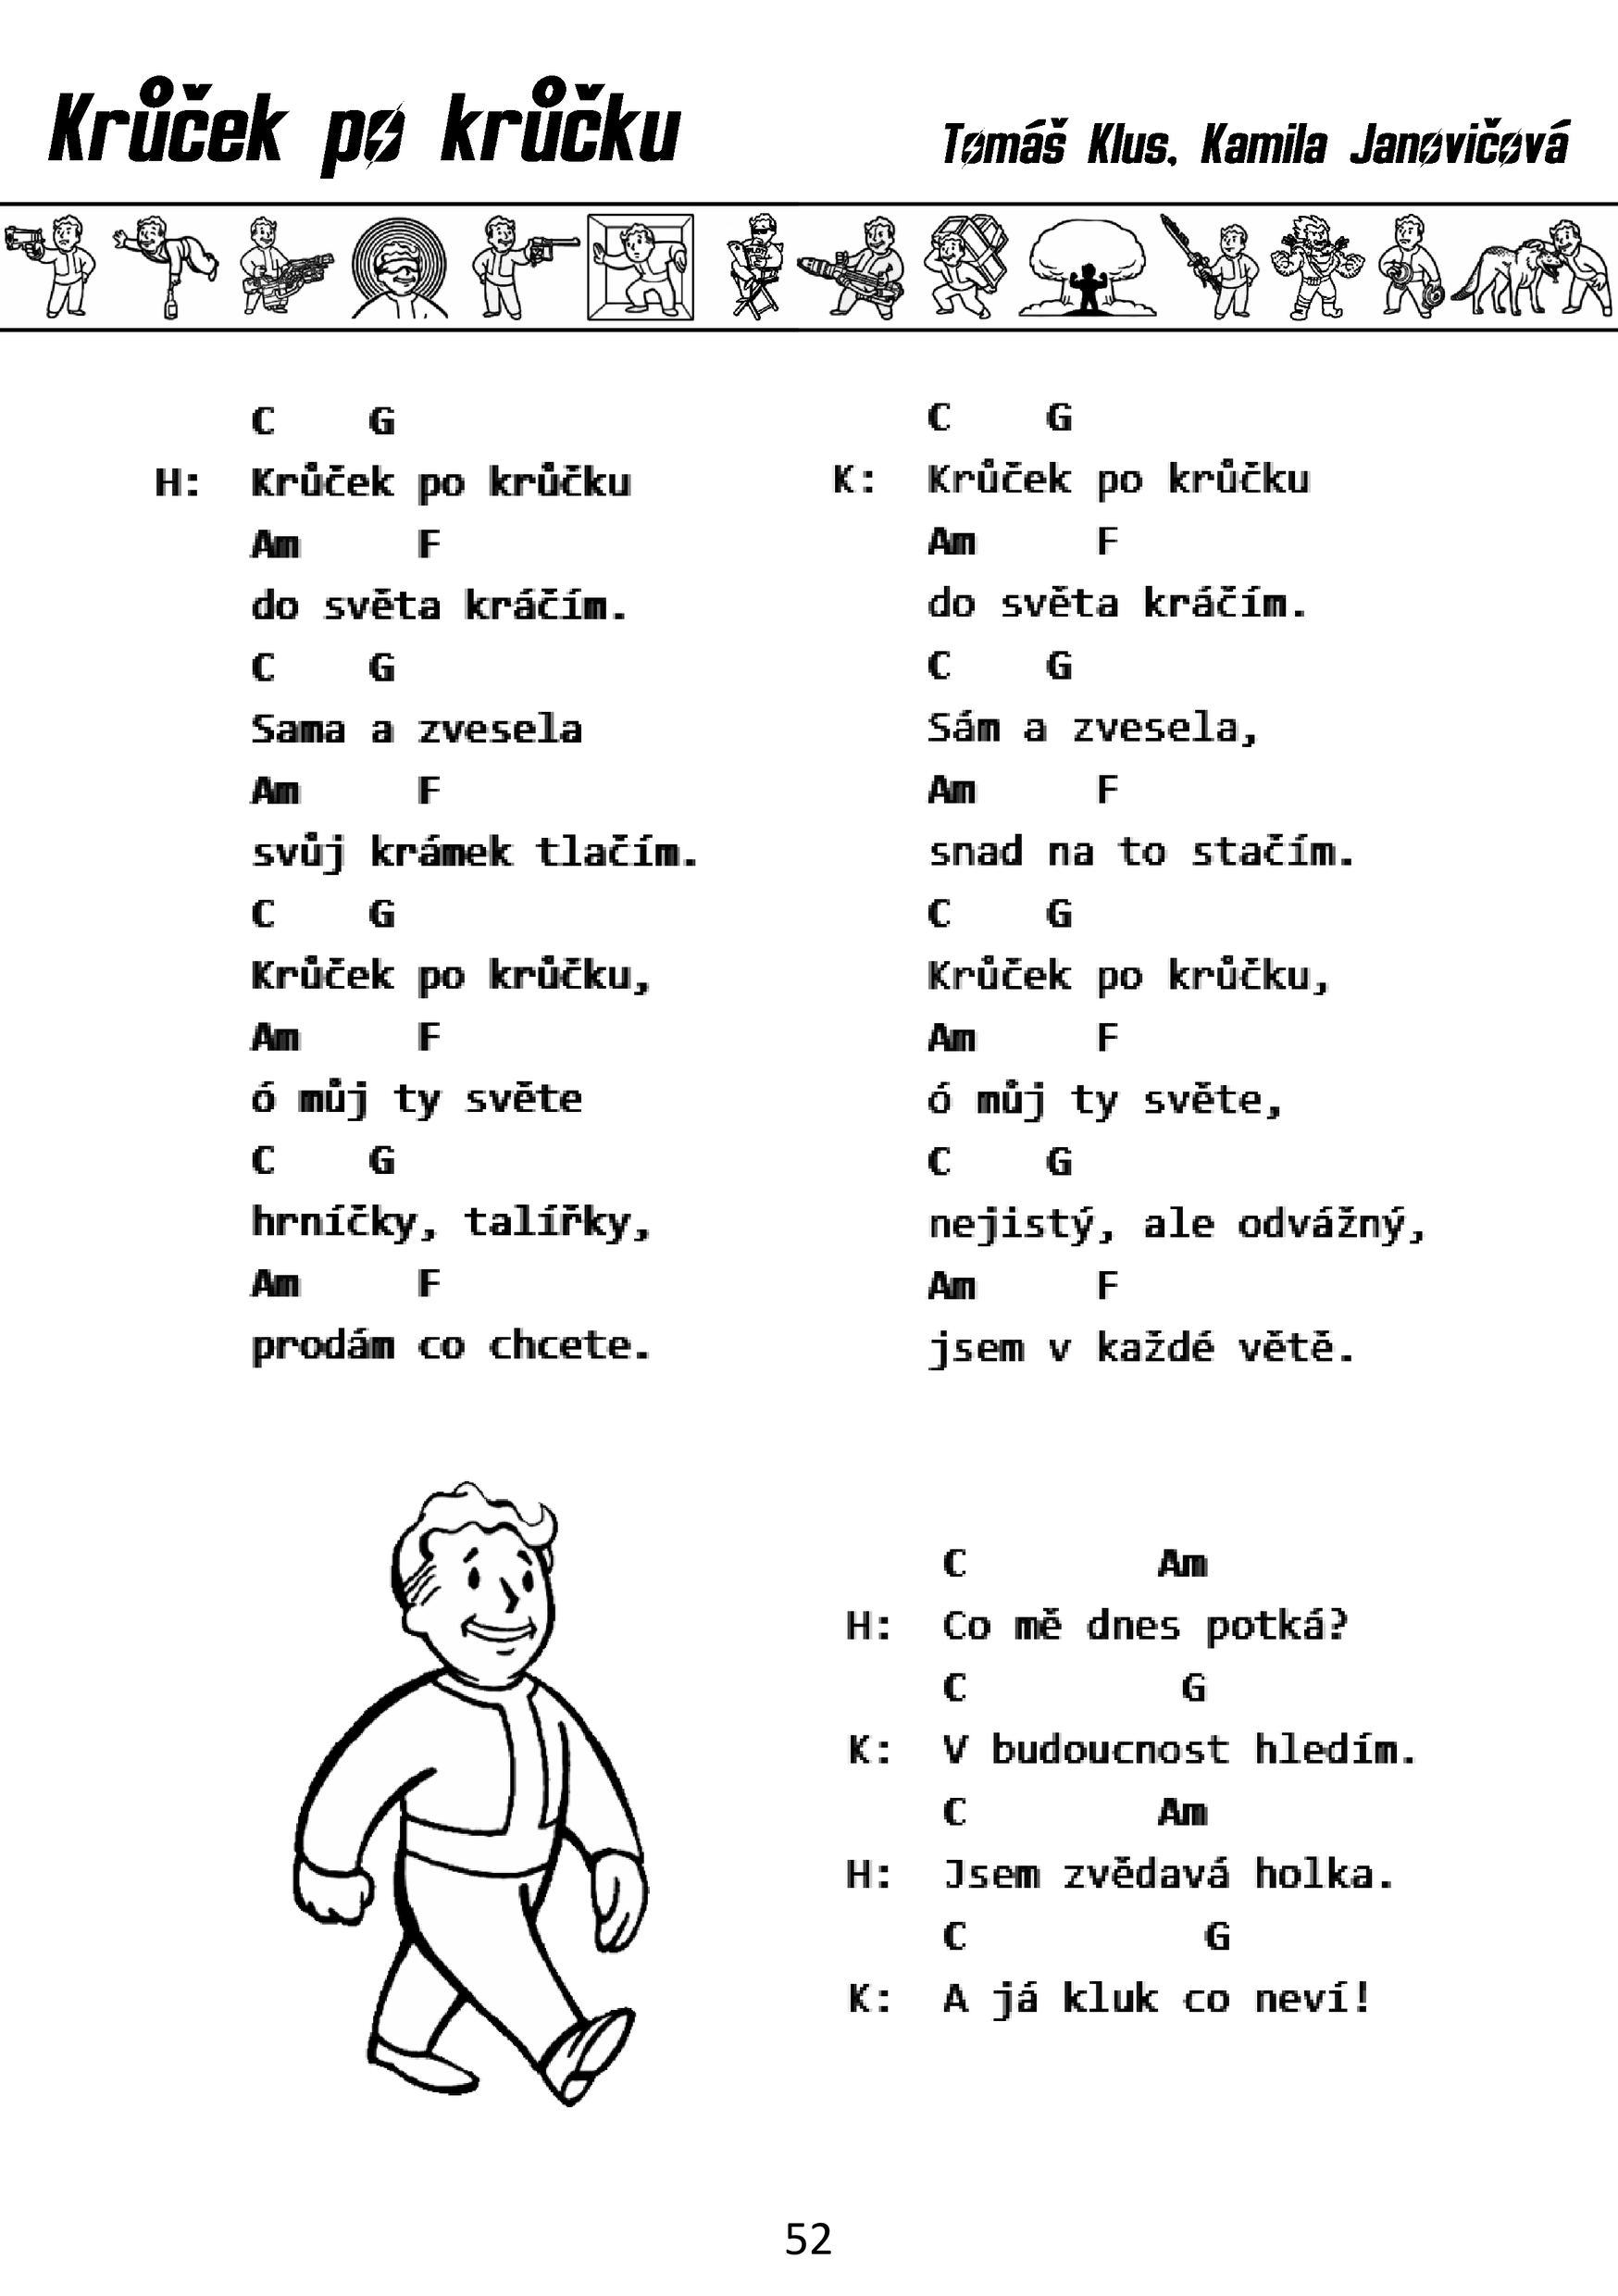 Krůček po krůčku
Tomáš Klus, Kamila Janovičová
C    G
H:  Krůček po krůčku
Am     F
do světa kráčím.
C    G
Sama a zvesela
Am     F
svůj krámek tlačím.
C    G
Krůček po krůčku,
Am     F
ó můj ty světe
C    G
hrníčky, talířky,
Am     F
prodám co chcete.
C    G
K:  Krůček po krůčku
Am     F
do světa kráčím.
C    G
Sám a zvesela,
Am     F
snad na to stačím.
C    G
Krůček po krůčku,
Am     F
ó můj ty světe,
C    G
nejistý, ale odvážný,
Am     F
jsem v každé větě.
C        Am
H:  Co mě dnes potká?
C         G
K:  V budoucnost hledím.
C        Am
H:  Jsem zvědavá holka.
C          G
K:  A já kluk co neví!
52